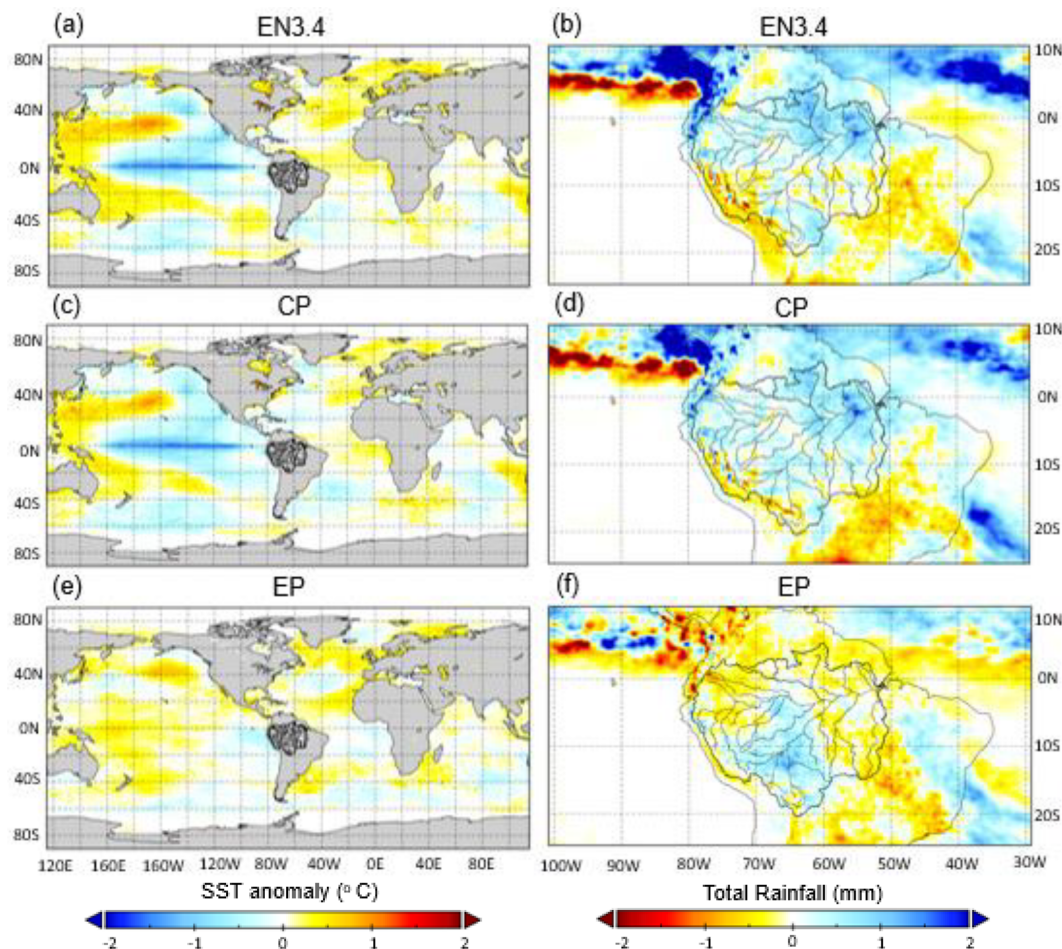 (a) EN3.4
(b) EN3.4
80N
40N
0N
40S
80S
10N
0N
10S
20S
(c) CP
(d) CP
80N
40N
0N
40S
80S
10N
0N
10S
20S
(e) EP
(f) EP
80N
40N
0N
40S
80S
10N
0N
10S
20S
120E 160E 160W 120W 80W 40W 0E 40E 80E
100W 90W 80W 70W 60W 50W 40W 30W
SST anomaly (° C)
Total Rainfall (mm)
-2 -1 0 1 2
-2 -1 0 1 2